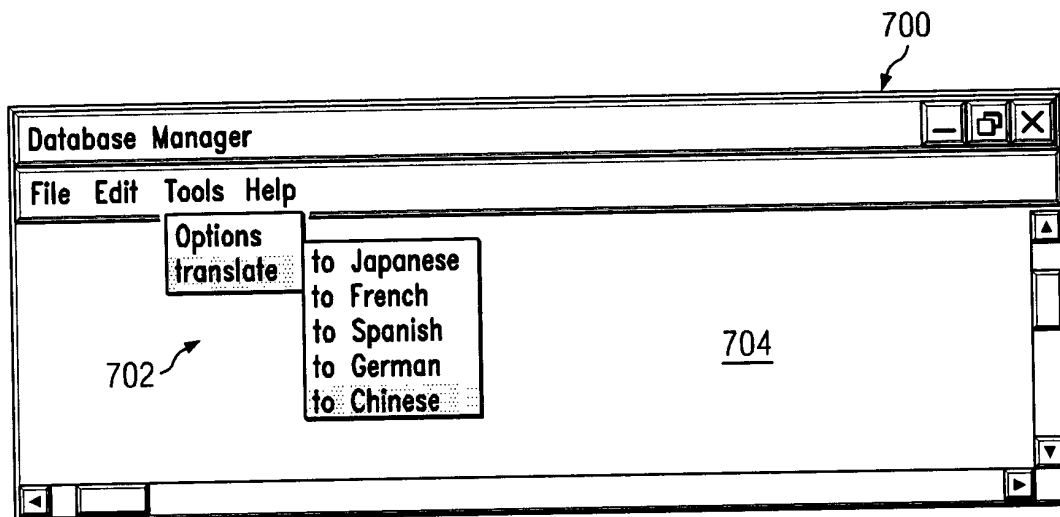 700
Database Manager
File Edit Tools Help
Options
translate
to Japanese
to French
to Spanish
to German
to Chinese
702
704